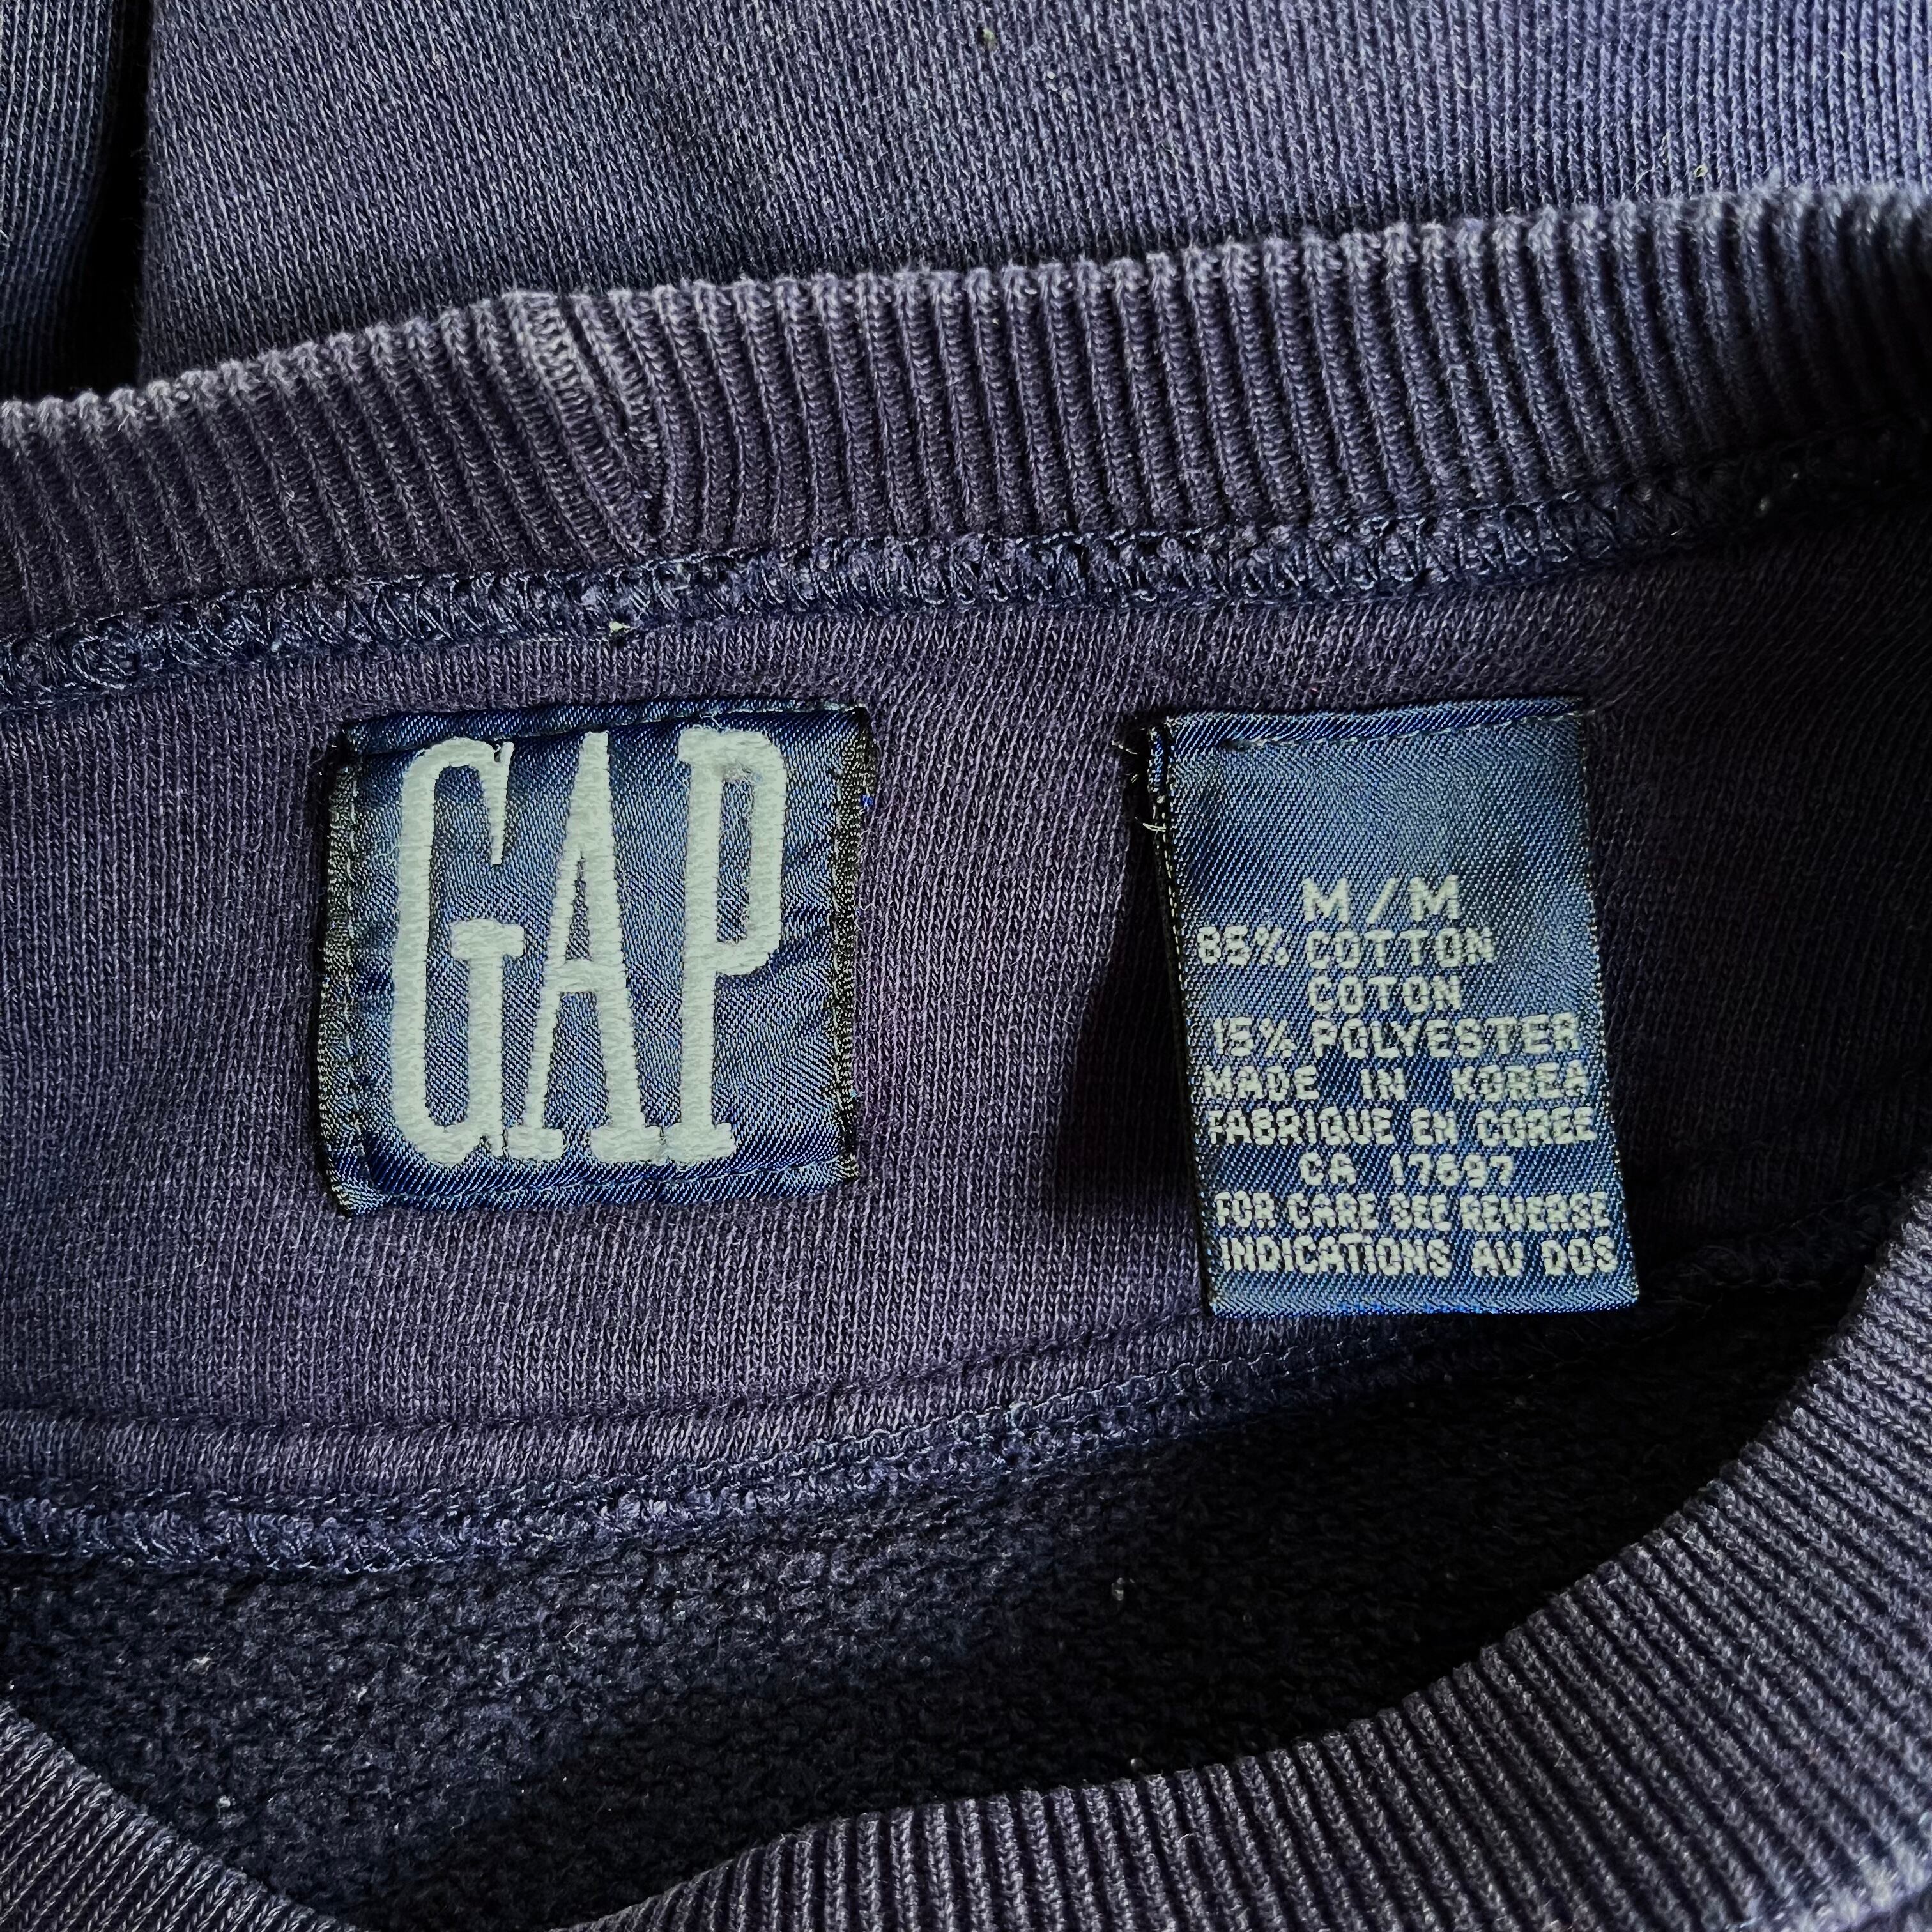 GAP
M/M
85% COTTON
COTON
15% POLYESTER
MADE IN KOREA
FABRIQUE EN COREE
CA 17897
FOR CARE SEE REVERSE
INDICATIONS AU DOS